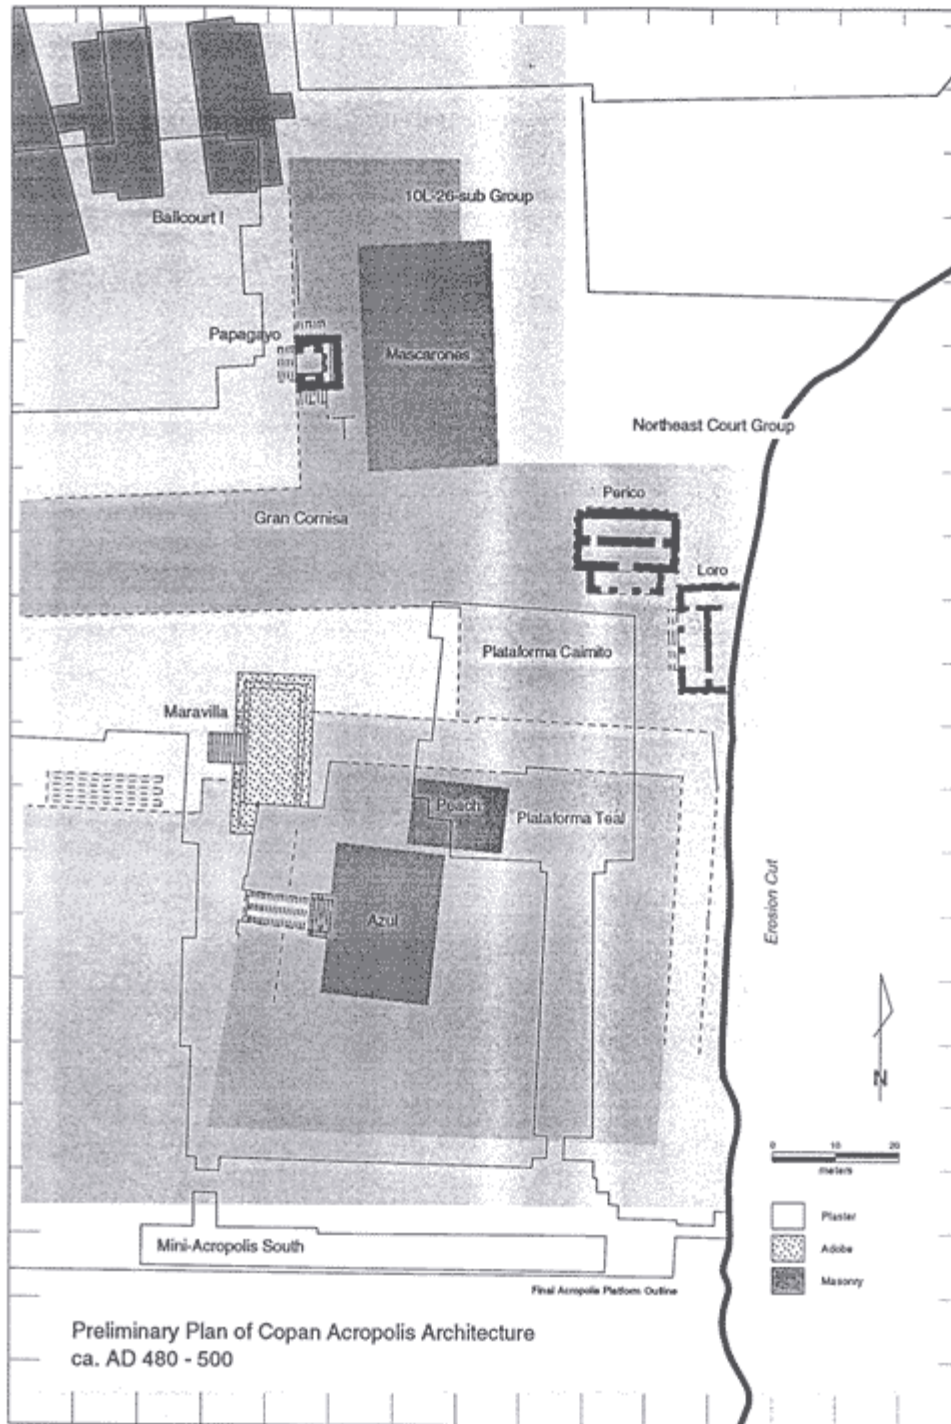 10L-26-sub Group
Ballcourt I
Papagayo
Mascarones
Northeast Court Group
Perico
Gran Cornisa
Loro
Plataforma Caimito
Maravilla
Peach
Plataforma Teal
Azul
Erosion Cut
N
0 10 20
meters
Plaster
Adobe
Masonry
Mini-Acropolis South
Final Acropolis Platform Outline
Preliminary Plan of Copan Acropolis Architecture
ca. AD 480 - 500